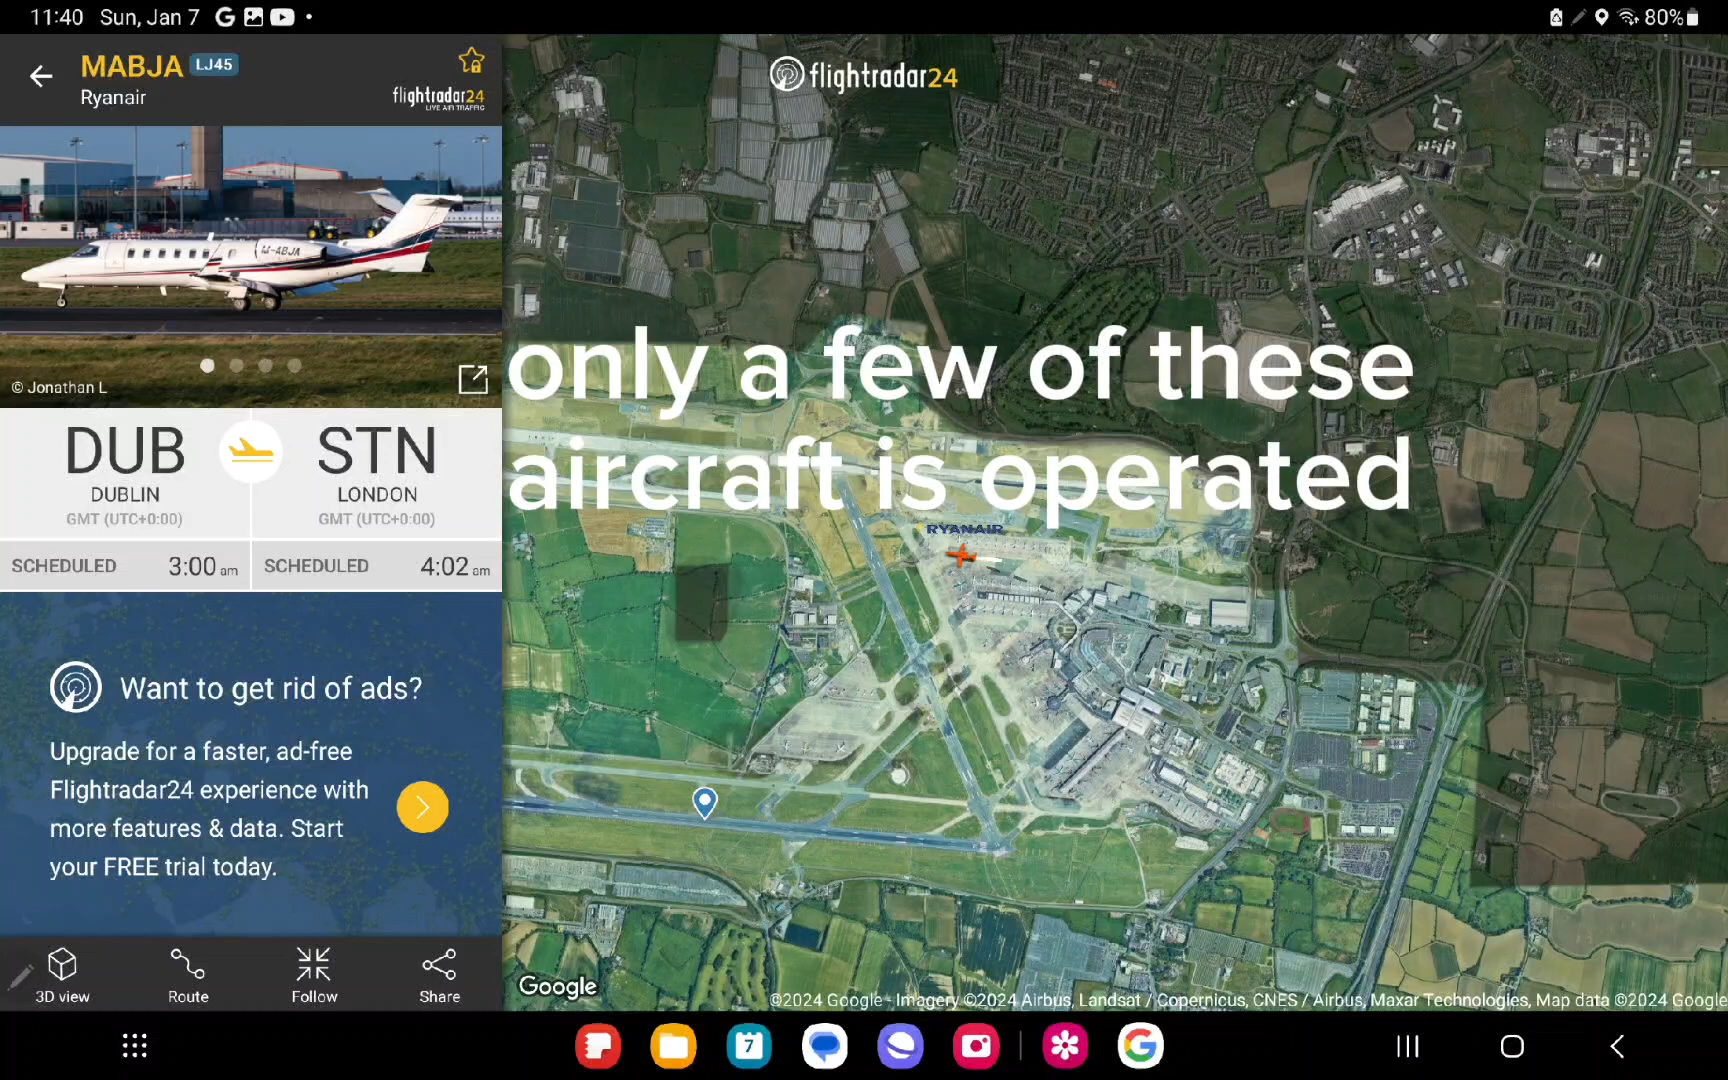 11:40 Sun, Jan 7
80%
MABJA LJ45
Ryanair
flightradar24
LIVE AIR TRAFFIC
M-ABJA
© Jonathan L
DUB
DUBLIN
GMT (UTC+0:00)
STN
LONDON
GMT (UTC+0:00)
SCHEDULED 3:00 am
SCHEDULED 4:02 am
Want to get rid of ads?
Upgrade for a faster, ad-free
Flightradar24 experience with
more features & data. Start
your FREE trial today.
3D view
Route
Follow
Share
flightradar24
only a few of these
aircraft is operated
RYANAIR
Google
©2024 Google - Imagery ©2024 Airbus, Landsat / Copernicus, CNES / Airbus, Maxar Technologies, Map data ©2024 Google
7